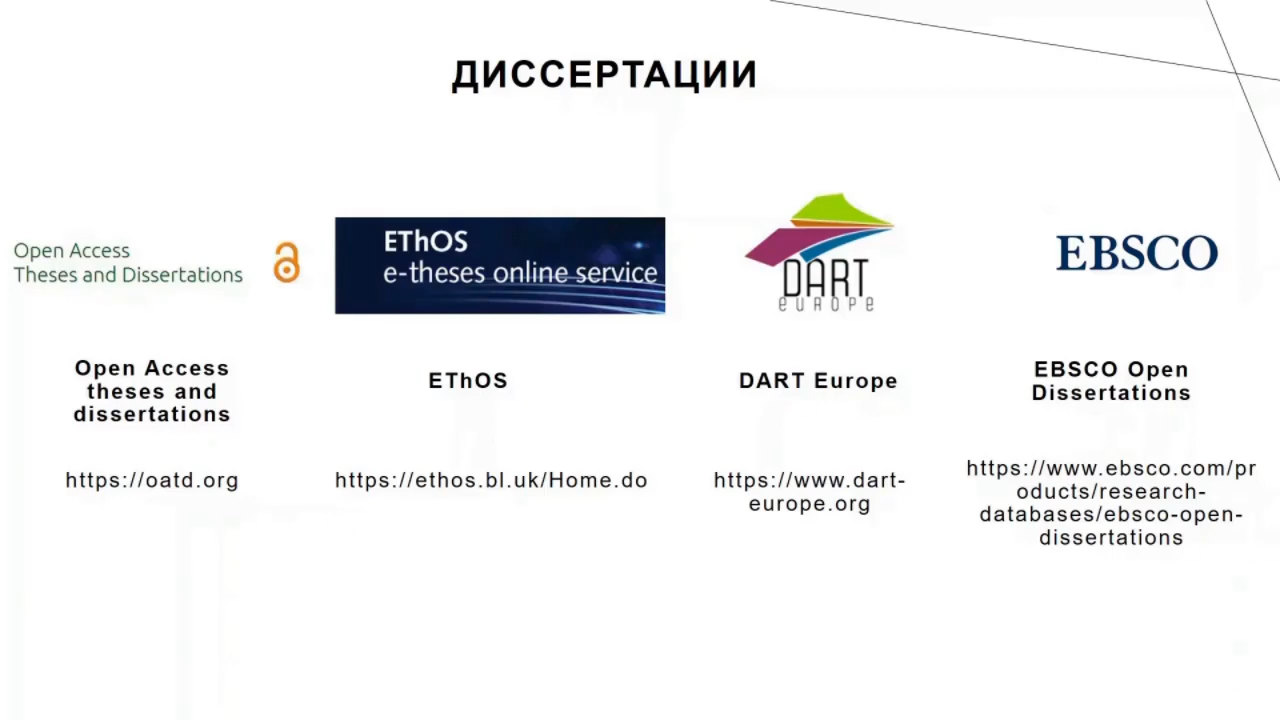 ДИССЕРТАЦИИ
Open Access
Theses and Dissertations
EThOS
e-theses online service
DART
europe
EBSCO
Open Access
theses and
dissertations
EThOS
DART Europe
EBSCO Open
Dissertations
https://oatd.org
https://ethos.bl.uk/Home.do
https://www.dart-
europe.org
https://www.ebsco.com/pr
oducts/research-
databases/ebsco-open-
dissertations